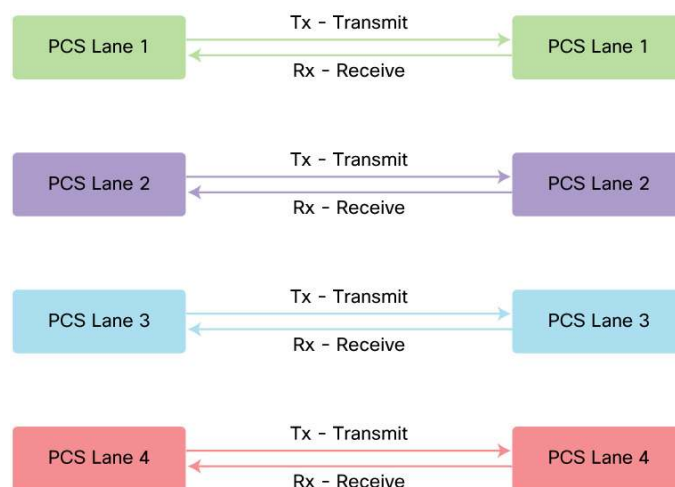 Tx - Transmit
PCS Lane 1
PCS Lane 1
Rx - Receive
Tx - Transmit
PCS Lane 2
PCS Lane 2
Rx - Receive
Tx - Transmit
PCS Lane 3
PCS Lane 3
Rx - Receive
Tx - Transmit
PCS Lane 4
PCS Lane 4
Rx - Receive